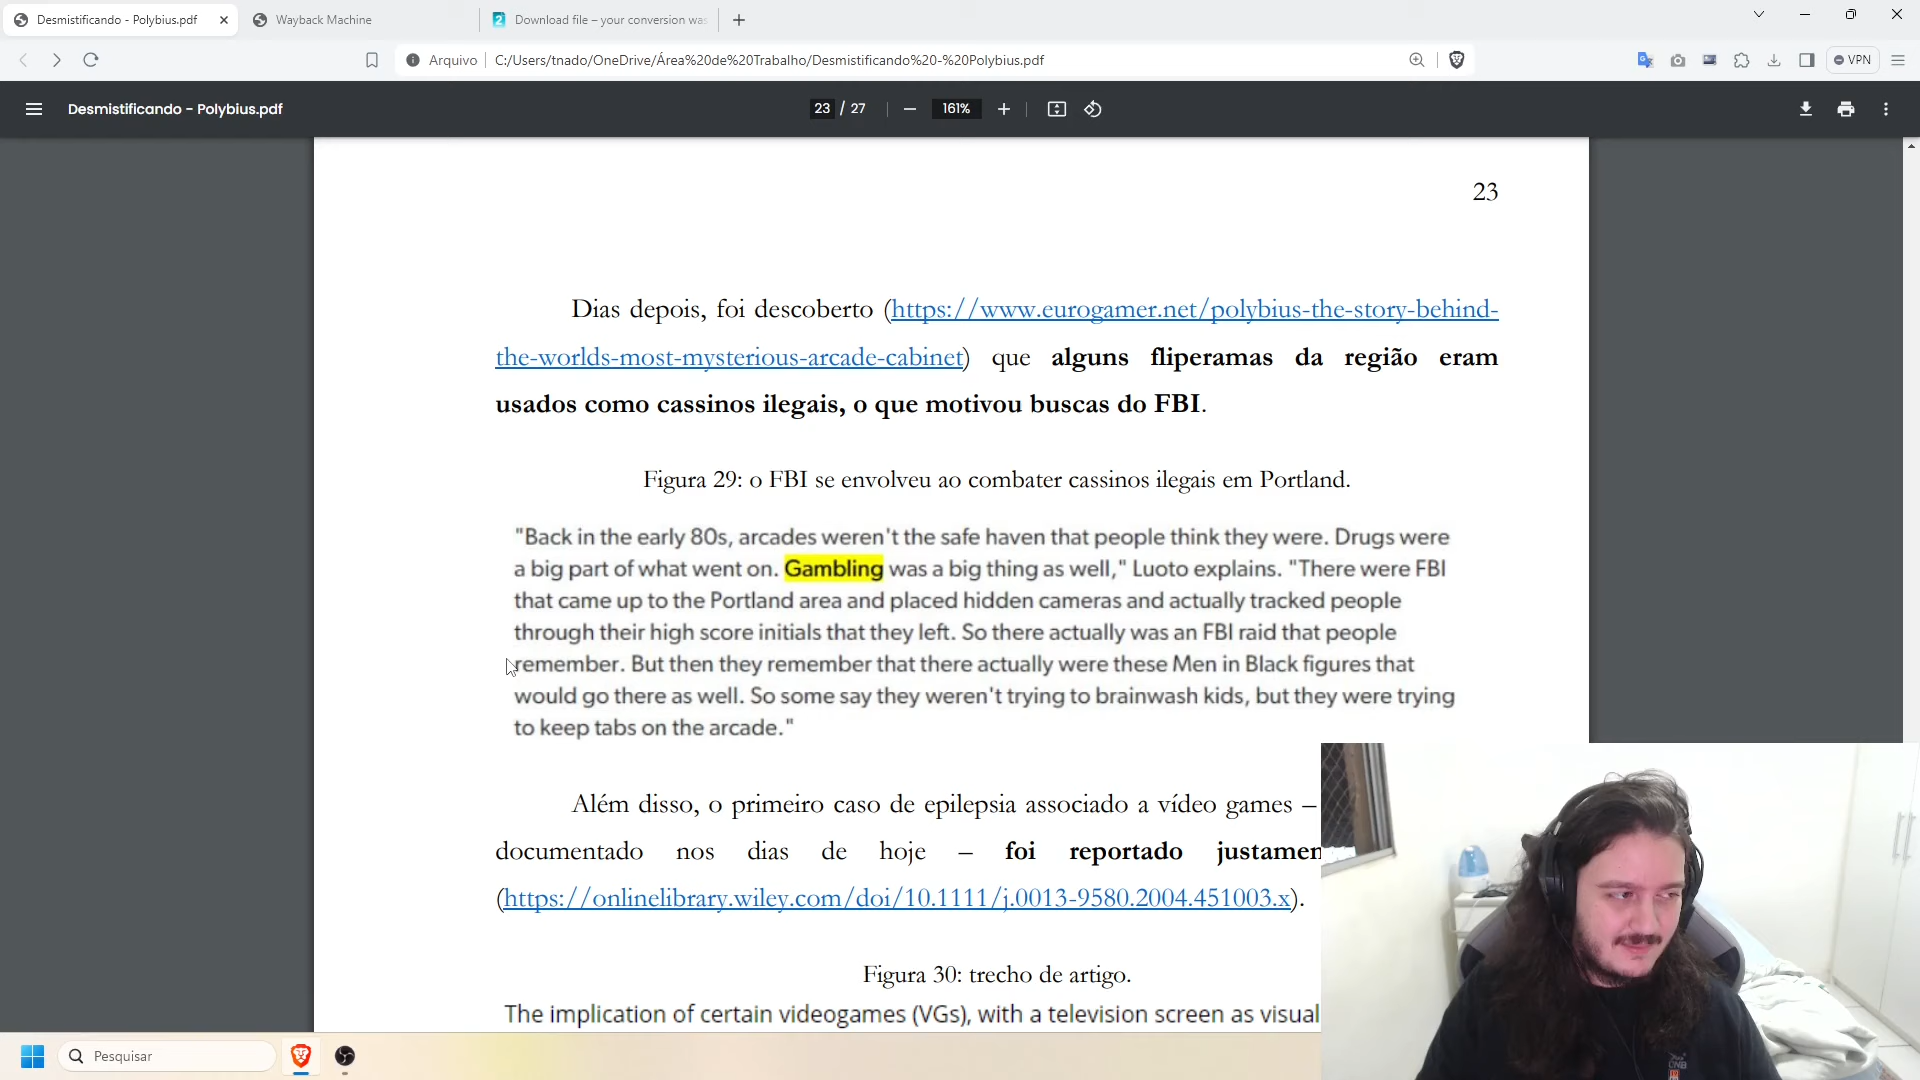 Desmistificando - Polybius.pdf
Wayback Machine
Download file – your conversion was
Arquivo
C:/Users/tnado/OneDrive/Área%20de%20Trabalho/Desmistificando%20-%20Polybius.pdf
VPN
Desmistificando - Polybius.pdf
23 / 27
161%
23
Dias depois, foi descoberto (https://www.eurogamer.net/polybius-the-story-behind-
the-worlds-most-mysterious-arcade-cabinet) que alguns fliperamas da região eram
usados como cassinos ilegais, o que motivou buscas do FBI.
Figura 29: o FBI se envolveu ao combater cassinos ilegais em Portland.
"Back in the early 80s, arcades weren't the safe haven that people think they were. Drugs were
a big part of what went on. Gambling was a big thing as well," Luoto explains. "There were FBI
that came up to the Portland area and placed hidden cameras and actually tracked people
through their high score initials that they left. So there actually was an FBI raid that people
remember. But then they remember that there actually were these Men in Black figures that
would go there as well. So some say they weren't trying to brainwash kids, but they were trying
to keep tabs on the arcade."
Além disso, o primeiro caso de epilepsia associado a vídeo games –
documentado nos dias de hoje – foi reportado justamen
(https://onlinelibrary.wiley.com/doi/10.1111/j.0013-9580.2004.451003.x).
Figura 30: trecho de artigo.
The implication of certain videogames (VGs), with a television screen as visual
Pesquisar